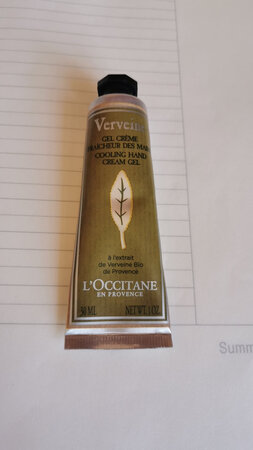 Verveine
GEL CRÈME
FRAÎCHEUR DES MAINS
COOLING HAND
CREAM GEL
à l'extrait
de Verveine Bio
de Provence
L'OCCITANE
EN PROVENCE
30 ML NET WT. 1 OZ.
Summ